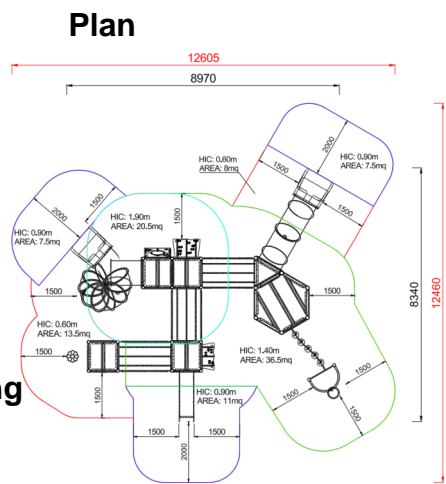 Plan
12605
8970
HIC: 0.60m
AREA: 8mq
2000
HIC: 0.90m
AREA: 7.5mq
1500
1500
1500
2000
HIC: 0.90m
AREA: 7.5mq
HIC: 1.90m
AREA: 20.5mq
1500
1500
1500
8340
12460
HIC: 0.60m
AREA: 13.5mq
1500
HIC: 1.40m
AREA: 36.5mq
1500
HIC: 0.90m
AREA: 11mq
1500
1500
1500
1500
1500
2000